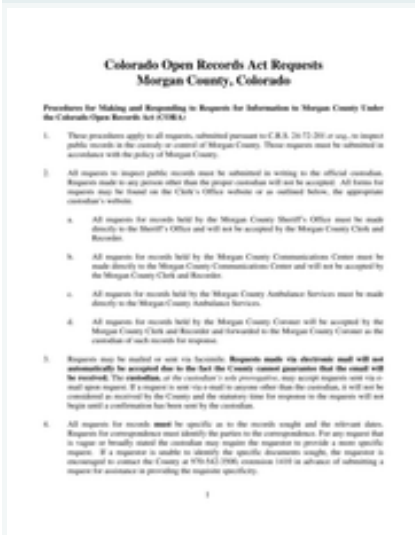 Colorado Open Records Act Requests
Morgan County, Colorado
Procedures for Making and Responding to Requests for Information to Morgan County Under
the Colorado Open Records Act (CORA)
1. These procedures apply to all requests, submitted pursuant to C.R.S. 24-72-201 et seq., to inspect
public records in the custody or control of Morgan County. Those requests must be submitted in
accordance with the policy of Morgan County.
2. All requests to inspect public records must be submitted in writing to the official custodian.
Requests made to any person other than the proper custodian will not be accepted. All forms for
requests may be found on the Clerk's Office website or as outlined below, the appropriate
custodian's website.
a. All requests for records held by the Morgan County Sheriff's Office must be made
directly to the Sheriff's Office and will not be accepted by the Morgan County Clerk and
Recorder.
b. All requests for records held by the Morgan County Communications Center must be
made directly to the Morgan County Communications Center and will not be accepted by
the Morgan County Clerk and Recorder.
c. All requests for records held by the Morgan County Ambulance Services must be made
directly to the Morgan County Ambulance Services.
d. All requests for records held by the Morgan County Coroner will be accepted by the
Morgan County Clerk and Recorder and forwarded to the Morgan County Coroner as the
custodian of such records for response.
3. Requests may be mailed or sent via facsimile. Requests made via electronic mail will not
automatically be accepted due to the fact the County cannot guarantee that the email will
be received. The custodian, at the custodian's sole prerogative, may accept requests sent via e-
mail upon request. If a request is sent via e-mail to anyone other than the custodian, it will not be
considered as received by the County and the statutory time for response to the requests will not
begin until a confirmation has been sent by the custodian.
4. All requests for records must be specific as to the records sought and the relevant dates.
Requests for correspondence must identify the parties to the correspondence. For any request that
is vague or broadly stated the custodian may require the requestor to provide a more specific
request. If a requestor is unable to identify the specific documents sought, the requestor is
encouraged to contact the County at 970-542-3500, extension 1410 in advance of submitting a
request for assistance in providing the requisite specificity.
1